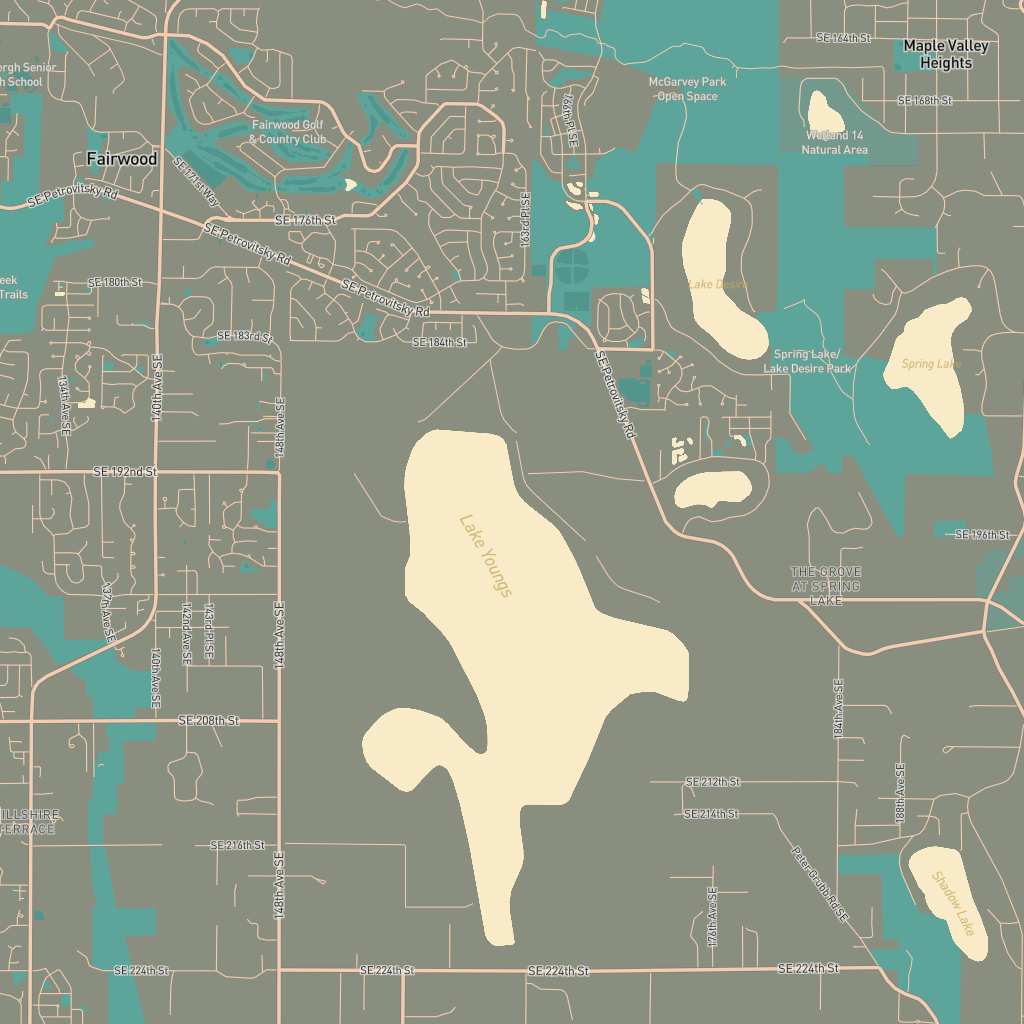 SE 164th St
Maple Valley
Heights
ergh Senior
h School
McGarvey Park
Open Space
SE 168th St
169th Pl SE
Fairwood Golf
& Country Club
Wetland 14
Natural Area
Fairwood
SE 171st Way
SE Petrovitsky Rd
SE 176th St
163rd Pl SE
SE Petrovitsky Rd
eek
Trails
SE 180th St
SE Petrovitsky Rd
Lake Desire
SE 183rd St
SE 184th St
Spring Lake/
Lake Desire Park
Spring Lake
SE Petrovitsky Rd
140th Ave SE
134th Ave SE
148th Ave SE
SE 192nd St
Lake Youngs
SE 196th St
THE GROVE
AT SPRING
LAKE
137th Ave SE
142nd Ave SE
143rd Pl SE
148th Ave SE
140th Ave SE
184th Ave SE
SE 208th St
SE 212th St
188th Ave SE
SE 214th St
ILLSHIRE
TERRACE
SE 216th St
Peter Grubb Rd SE
148th Ave SE
176th Ave SE
Shadow Lake
SE 224th St
SE 224th St
SE 224th St
SE 224th St